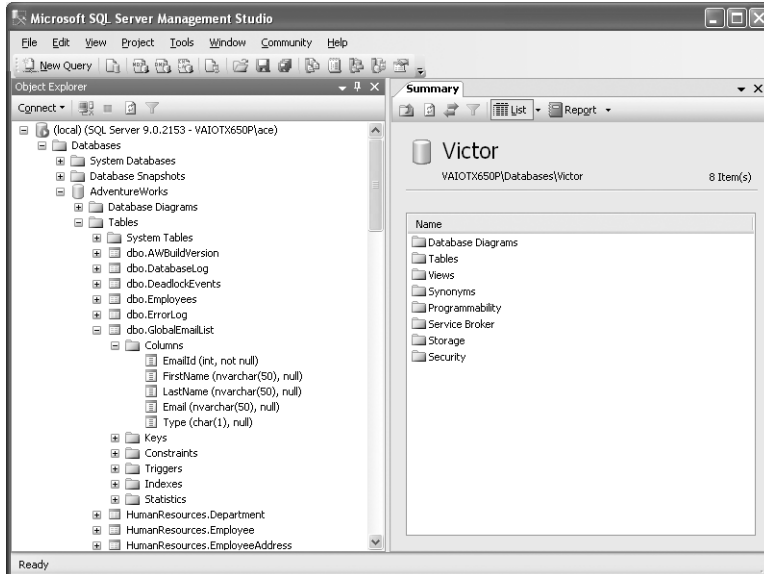 Microsoft SQL Server Management Studio
File Edit View Project Tools Window Community Help
New Query
Object Explorer
Connect
(local) (SQL Server 9.0.2153 - VAIOTX650P\ace)
Databases
System Databases
Database Snapshots
AdventureWorks
Database Diagrams
Tables
System Tables
dbo.AWBuildVersion
dbo.DatabaseLog
dbo.DeadlockEvents
dbo.Employees
dbo.ErrorLog
dbo.GlobalEmailList
Columns
EmailId (int, not null)
FirstName (nvarchar(50), null)
LastName (nvarchar(50), null)
Email (nvarchar(50), null)
Type (char(1), null)
Keys
Constraints
Triggers
Indexes
Statistics
HumanResources.Department
HumanResources.Employee
HumanResources.EmployeeAddress
Summary
List Report
Victor
VAIOTX650P\Databases\Victor 8 Item(s)
Name
Database Diagrams
Tables
Views
Synonyms
Programmability
Service Broker
Storage
Security
Ready